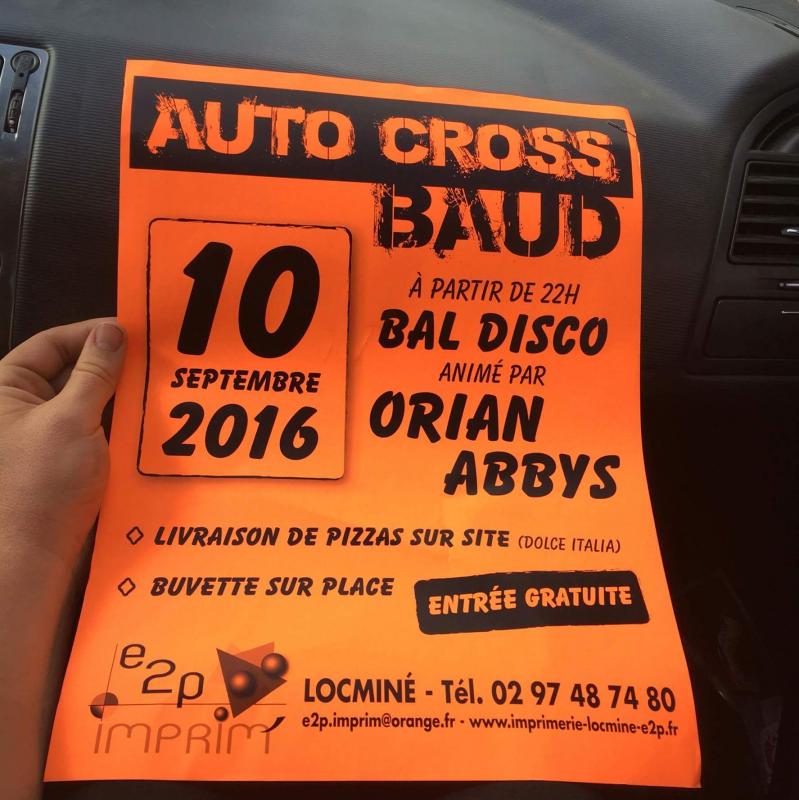 AUTO CROSS
BAUD
10
SEPTEMBRE
2016
À PARTIR DE 22H
BAL DISCO
ANIMÉ PAR
ORIAN
ABBYS
LIVRAISON DE PIZZAS SUR SITE (DOLCE ITALIA)
BUVETTE SUR PLACE
ENTRÉE GRATUITE
e2p
IMPRIM'
LOCMINÉ - Tél. 02 97 48 74 80
e2p.imprim@orange.fr - www.imprimerie-locmine-e2p.fr